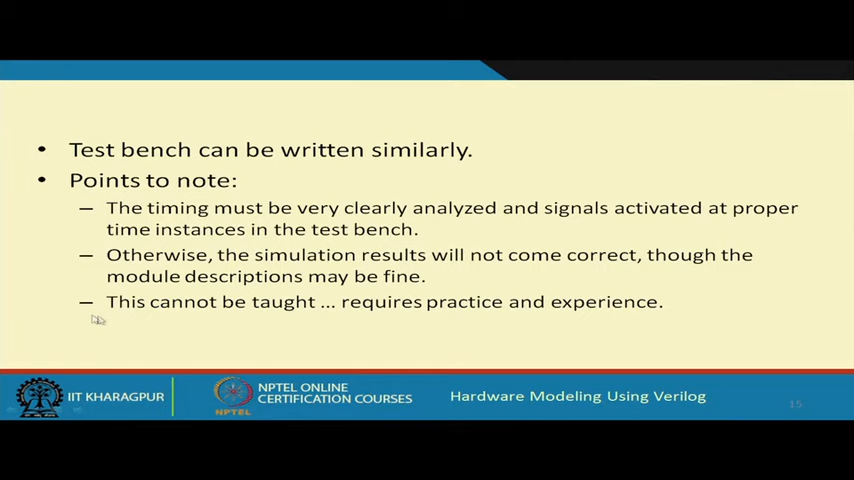 • Test bench can be written similarly.
• Points to note:
– The timing must be very clearly analyzed and signals activated at proper
time instances in the test bench.
– Otherwise, the simulation results will not come correct, though the
module descriptions may be fine.
– This cannot be taught ... requires practice and experience.
IIT KHARAGPUR
NPTEL
NPTEL ONLINE
CERTIFICATION COURSES
Hardware Modeling Using Verilog
15